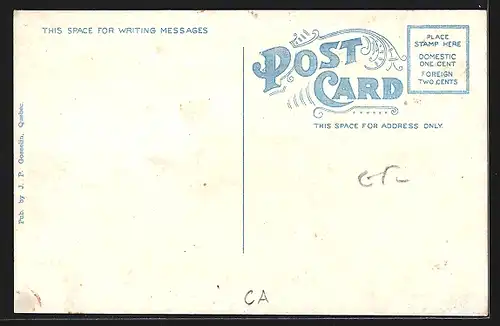 THIS SPACE FOR WRITING MESSAGES
POST
CARD
PLACE
STAMP HERE
DOMESTIC
ONE CENT
FOREIGN
TWO CENTS
THIS SPACE FOR ADDRESS ONLY.
Pub. by J. P. Gosselin, Quebec.
CA